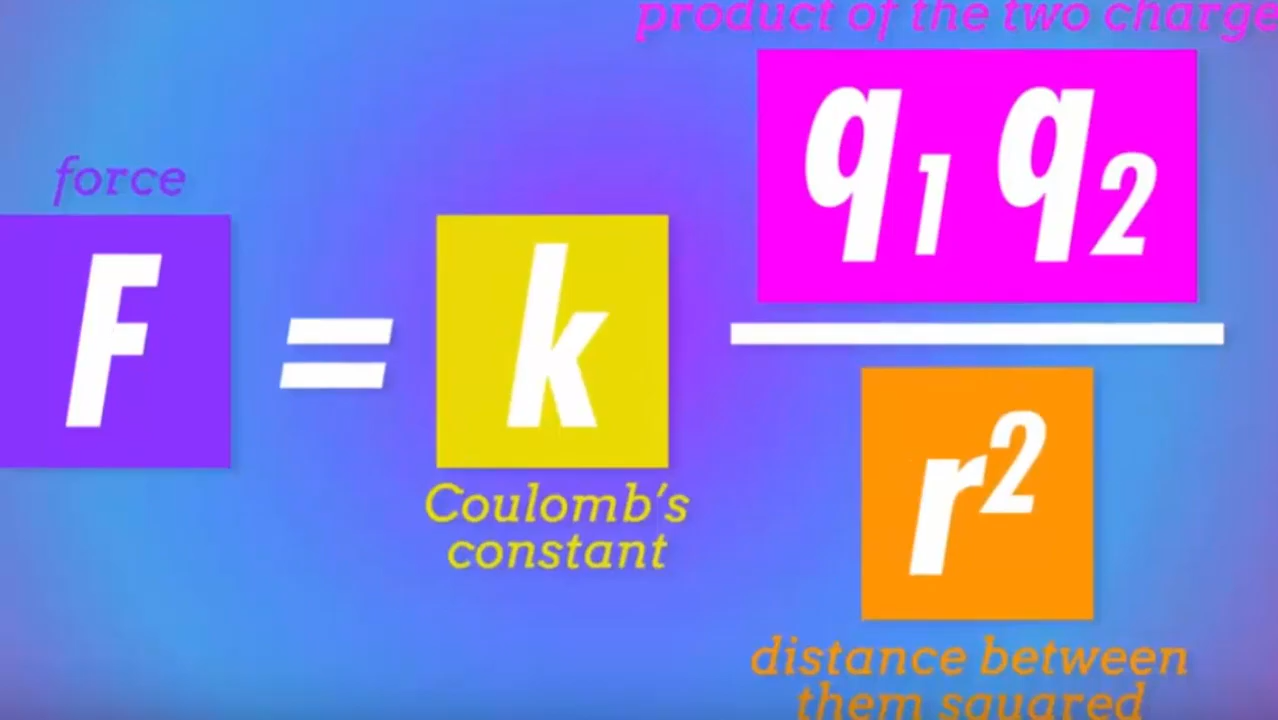 product of the two charge
force
q1 q2
F = k
r²
Coulomb's
constant
distance between
them squared